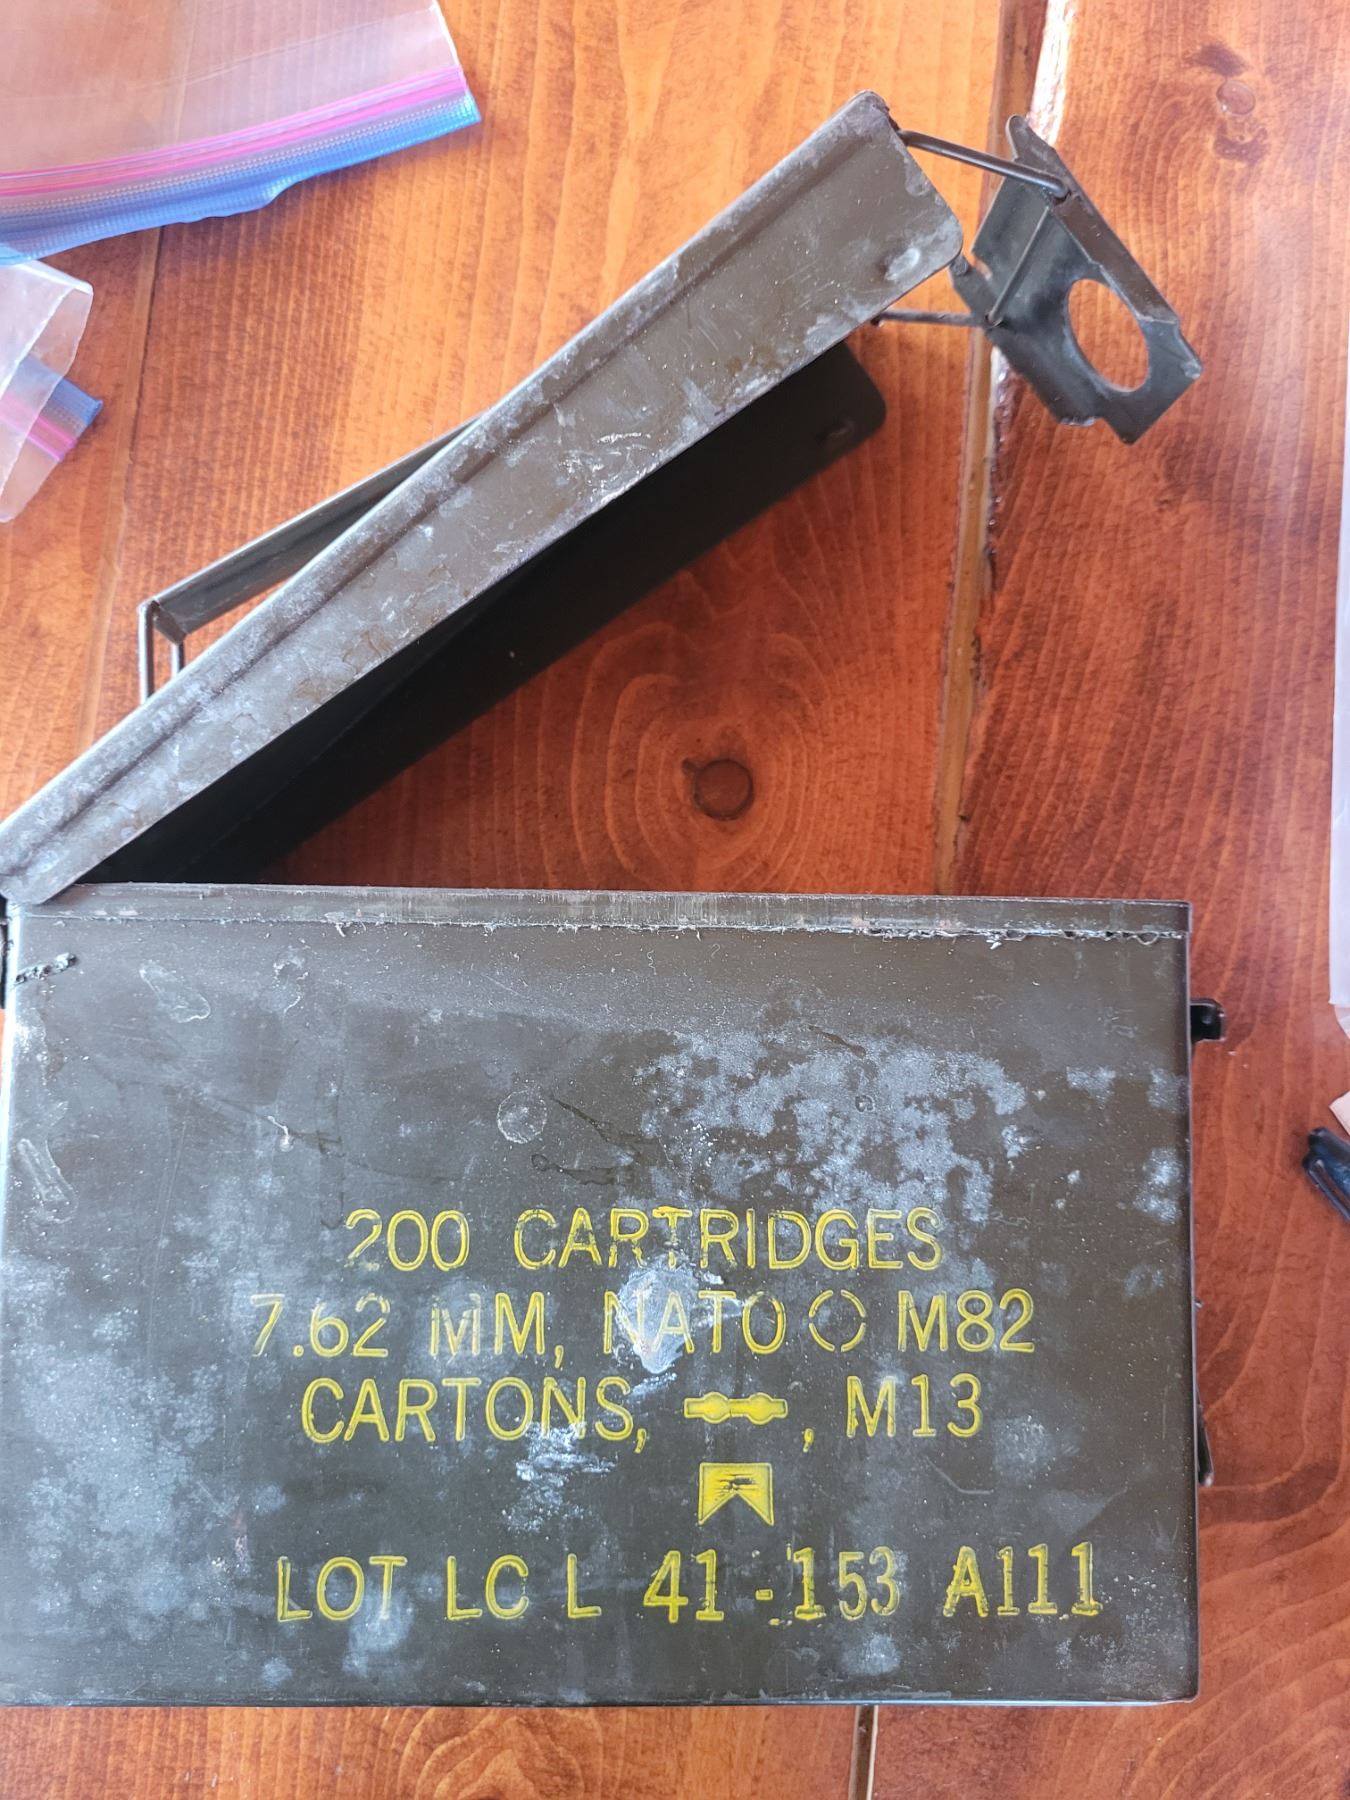 200 CARTRIDGES
7.62 MM, NATO M82
CARTONS, , M13
LOT LC L 41-153 A111